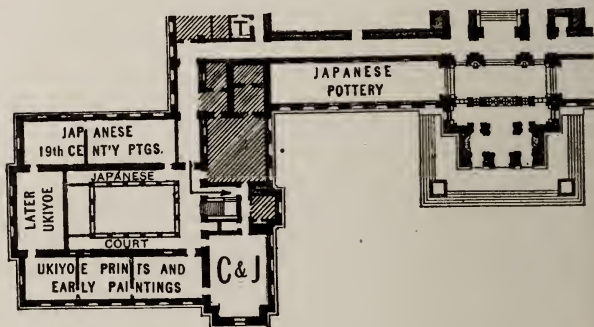 T
JAPANESE
POTTERY
JAPANESE
19th CENT'Y PTGS.
JAPANESE
LATER
UKIYOE
COURT
UKIYOE PRINTS AND
EARLY PAINTINGS
C & J